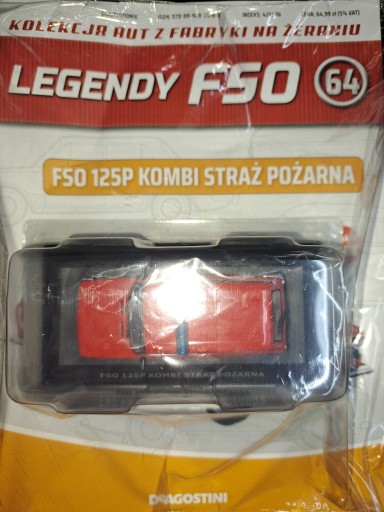 KOLEKCJA AUT Z FABRYKI NA ŻERANIU
LEGENDY FSO 64
FSO 125P KOMBI STRAŻ POŻARNA
FSO 125P KOMBI STRAŻ POŻARNA
DEAGOSTINI